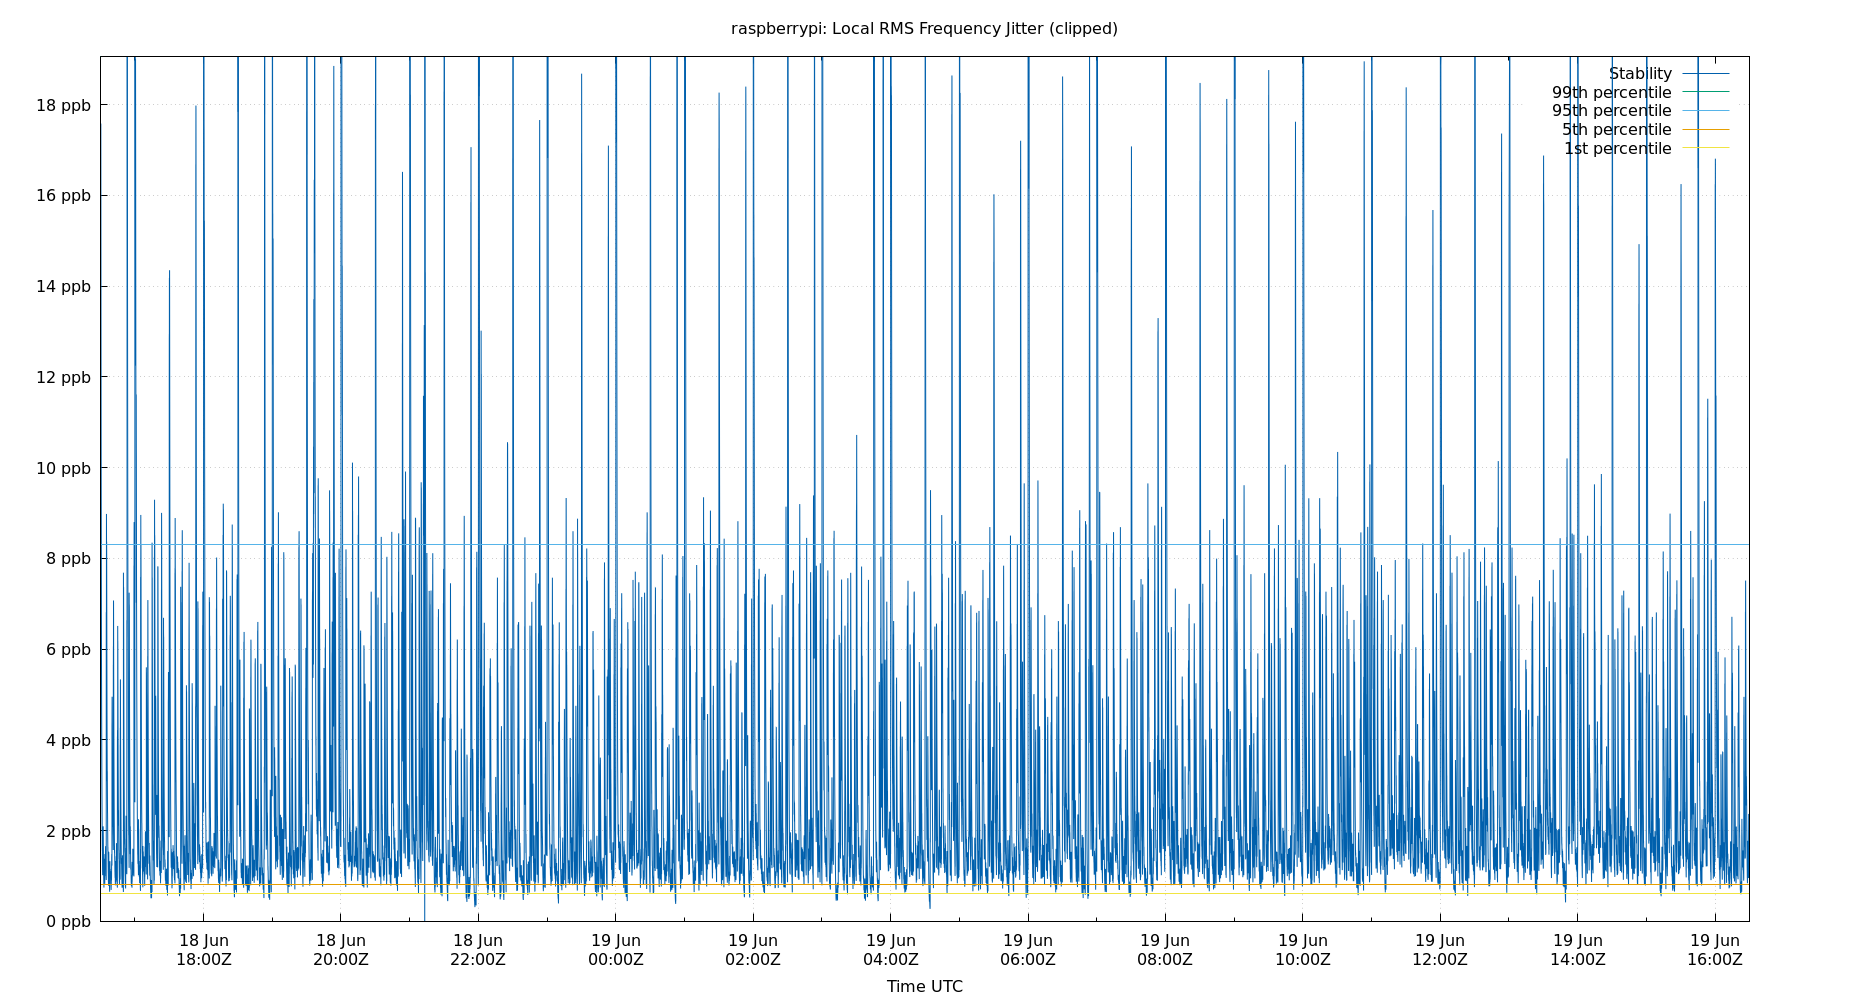 raspberrypi: Local RMS Frequency Jitter (clipped)
Stability
99th percentile
95th percentile
5th percentile
1st percentile
18 ppb
16 ppb
14 ppb
12 ppb
10 ppb
8 ppb
6 ppb
4 ppb
2 ppb
0 ppb
18 Jun 18 Jun 18 Jun 19 Jun 19 Jun 19 Jun 19 Jun 19 Jun 19 Jun 19 Jun 19 Jun 19 Jun
18:00Z 20:00Z 22:00Z 00:00Z 02:00Z 04:00Z 06:00Z 08:00Z 10:00Z 12:00Z 14:00Z 16:00Z
Time UTC